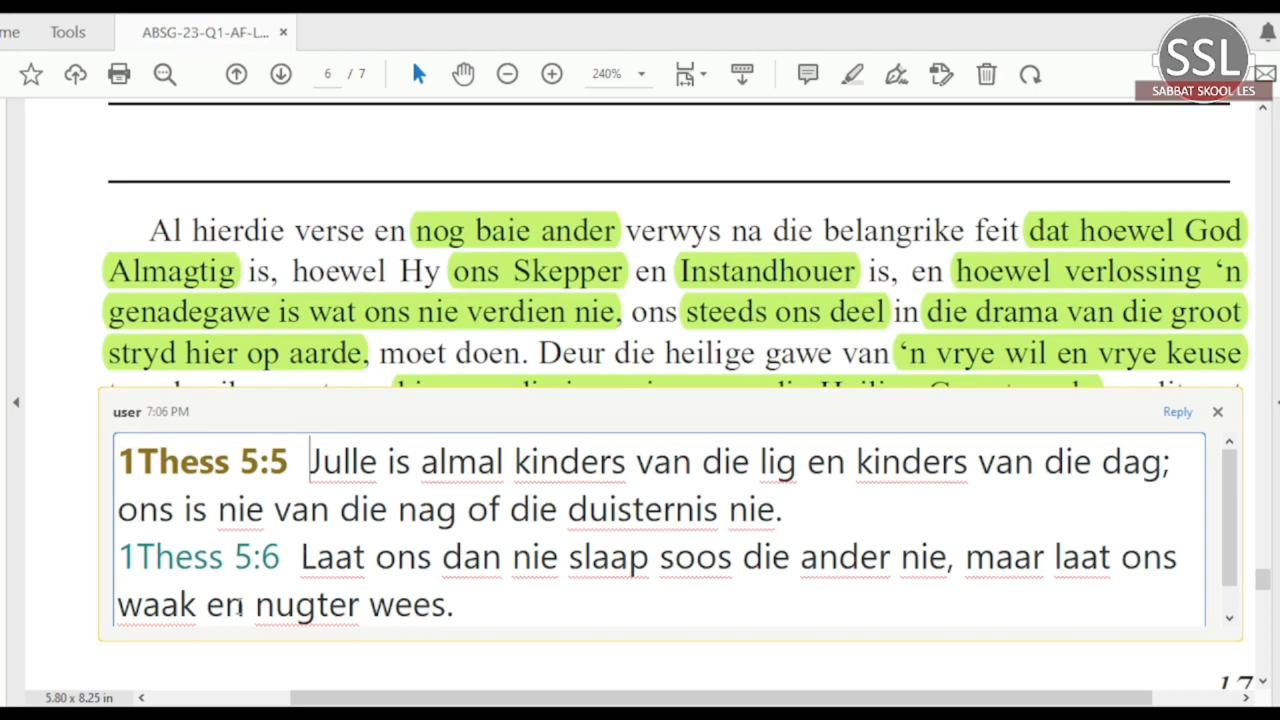 me Tools ABSG-23-Q1-AF-L... ×
SSL
SABBAT SKOOL LES
6 / 7 240%
Al hierdie verse en nog baie ander verwys na die belangrike feit dat hoewel God
Almagtig is, hoewel Hy ons Skepper en Instandhouer is, en hoewel verlossing ‘n
genadegawe is wat ons nie verdien nie, ons steeds ons deel in die drama van die groot
stryd hier op aarde, moet doen. Deur die heilige gawe van ‘n vrye wil en vrye keuse
user 7:06 PM Reply ×
1Thess 5:5 Julle is almal kinders van die lig en kinders van die dag;
ons is nie van die nag of die duisternis nie.
1Thess 5:6 Laat ons dan nie slaap soos die ander nie, maar laat ons
waak en nugter wees.
17
5.80 x 8.25 in